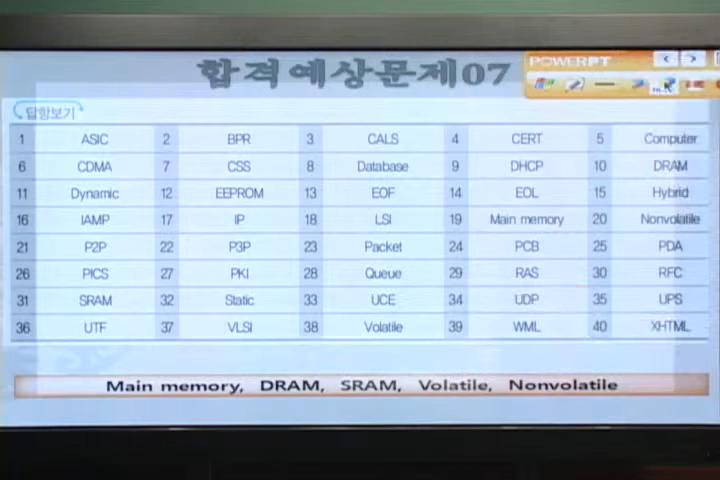 합격예상문제07
POWERPT
답항보기
1 ASIC 2 BPR 3 CALS 4 CERT 5 Computer
6 CDMA 7 CSS 8 Database 9 DHCP 10 DRAM
11 Dynamic 12 EEPROM 13 EOF 14 EOL 15 Hybrid
16 IAMP 17 IP 18 LSI 19 Main memory 20 Nonvolatile
21 P2P 22 P3P 23 Packet 24 PCB 25 PDA
26 PICS 27 PKI 28 Queue 29 RAS 30 RFC
31 SRAM 32 Static 33 UCE 34 UDP 35 UPS
36 UTF 37 VLSI 38 Volatile 39 WML 40 XHTML
Main memory, DRAM, SRAM, Volatile, Nonvolatile